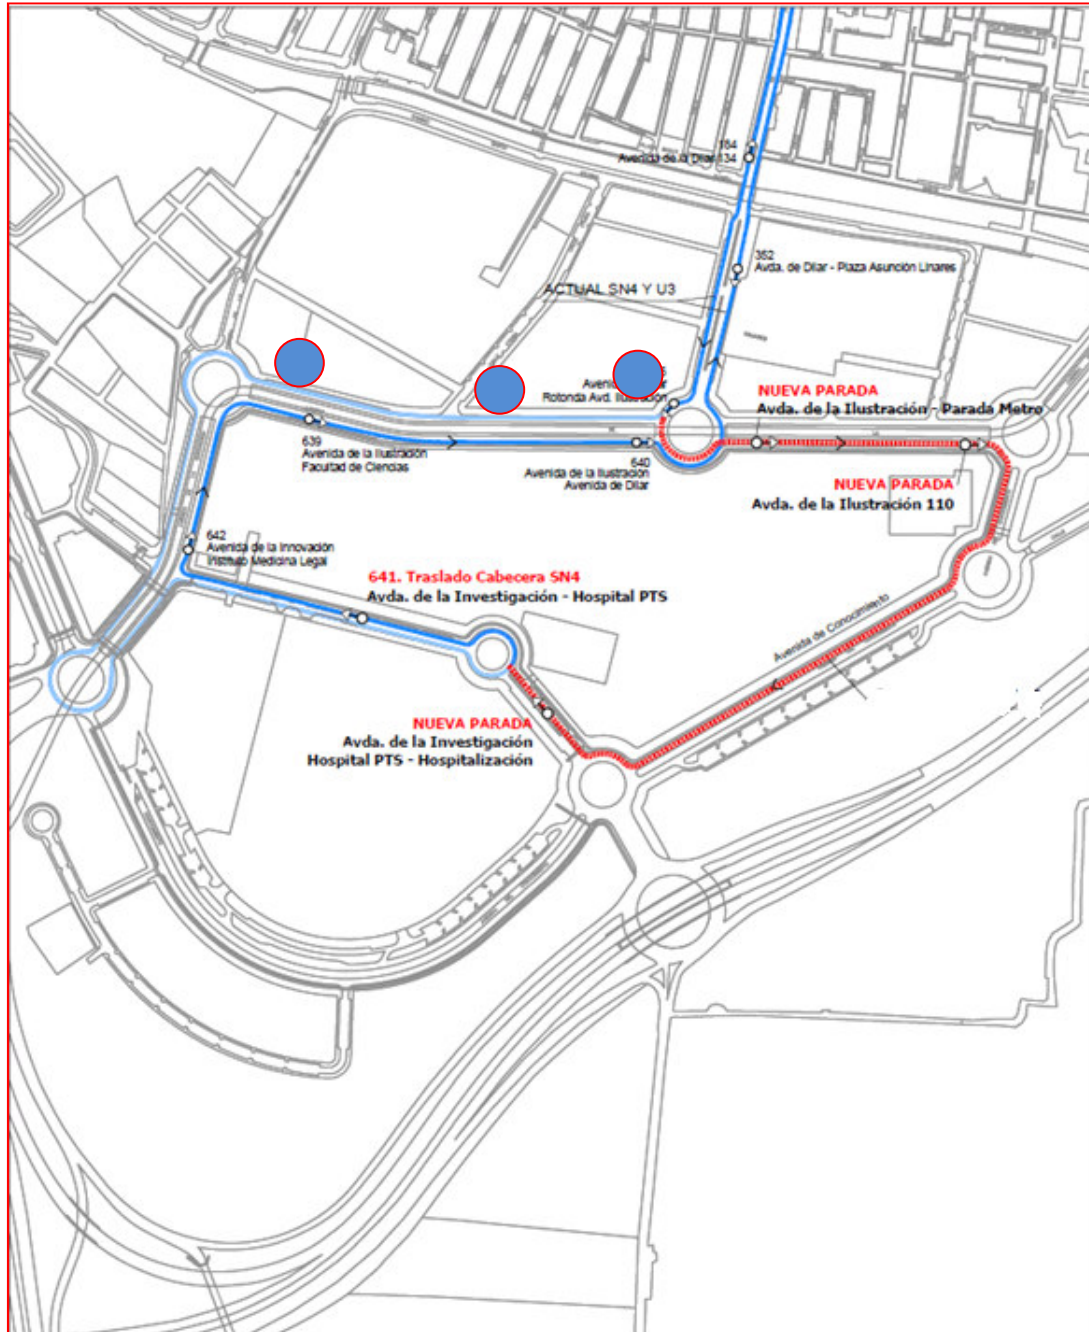 184
Avenida de la Dilar 134
352
Avda. de Dilar - Plaza Asunción Linares
ACTUAL SN4 Y U3
Rotonda Avd. Ilustración
NUEVA PARADA
Avda. de la Ilustración - Parada Metro
639
Avenida de la Ilustración
Facultad de Ciencias
640
Avenida de la Ilustración
Avenida de Dilar
NUEVA PARADA
Avda. de la Ilustración 110
642
Avenida de la Innovación
Instituto Medicina Legal
641. Traslado Cabecera SN4
Avda. de la Investigación - Hospital PTS
Avenida de Conocimiento
NUEVA PARADA
Avda. de la Investigación
Hospital PTS - Hospitalización